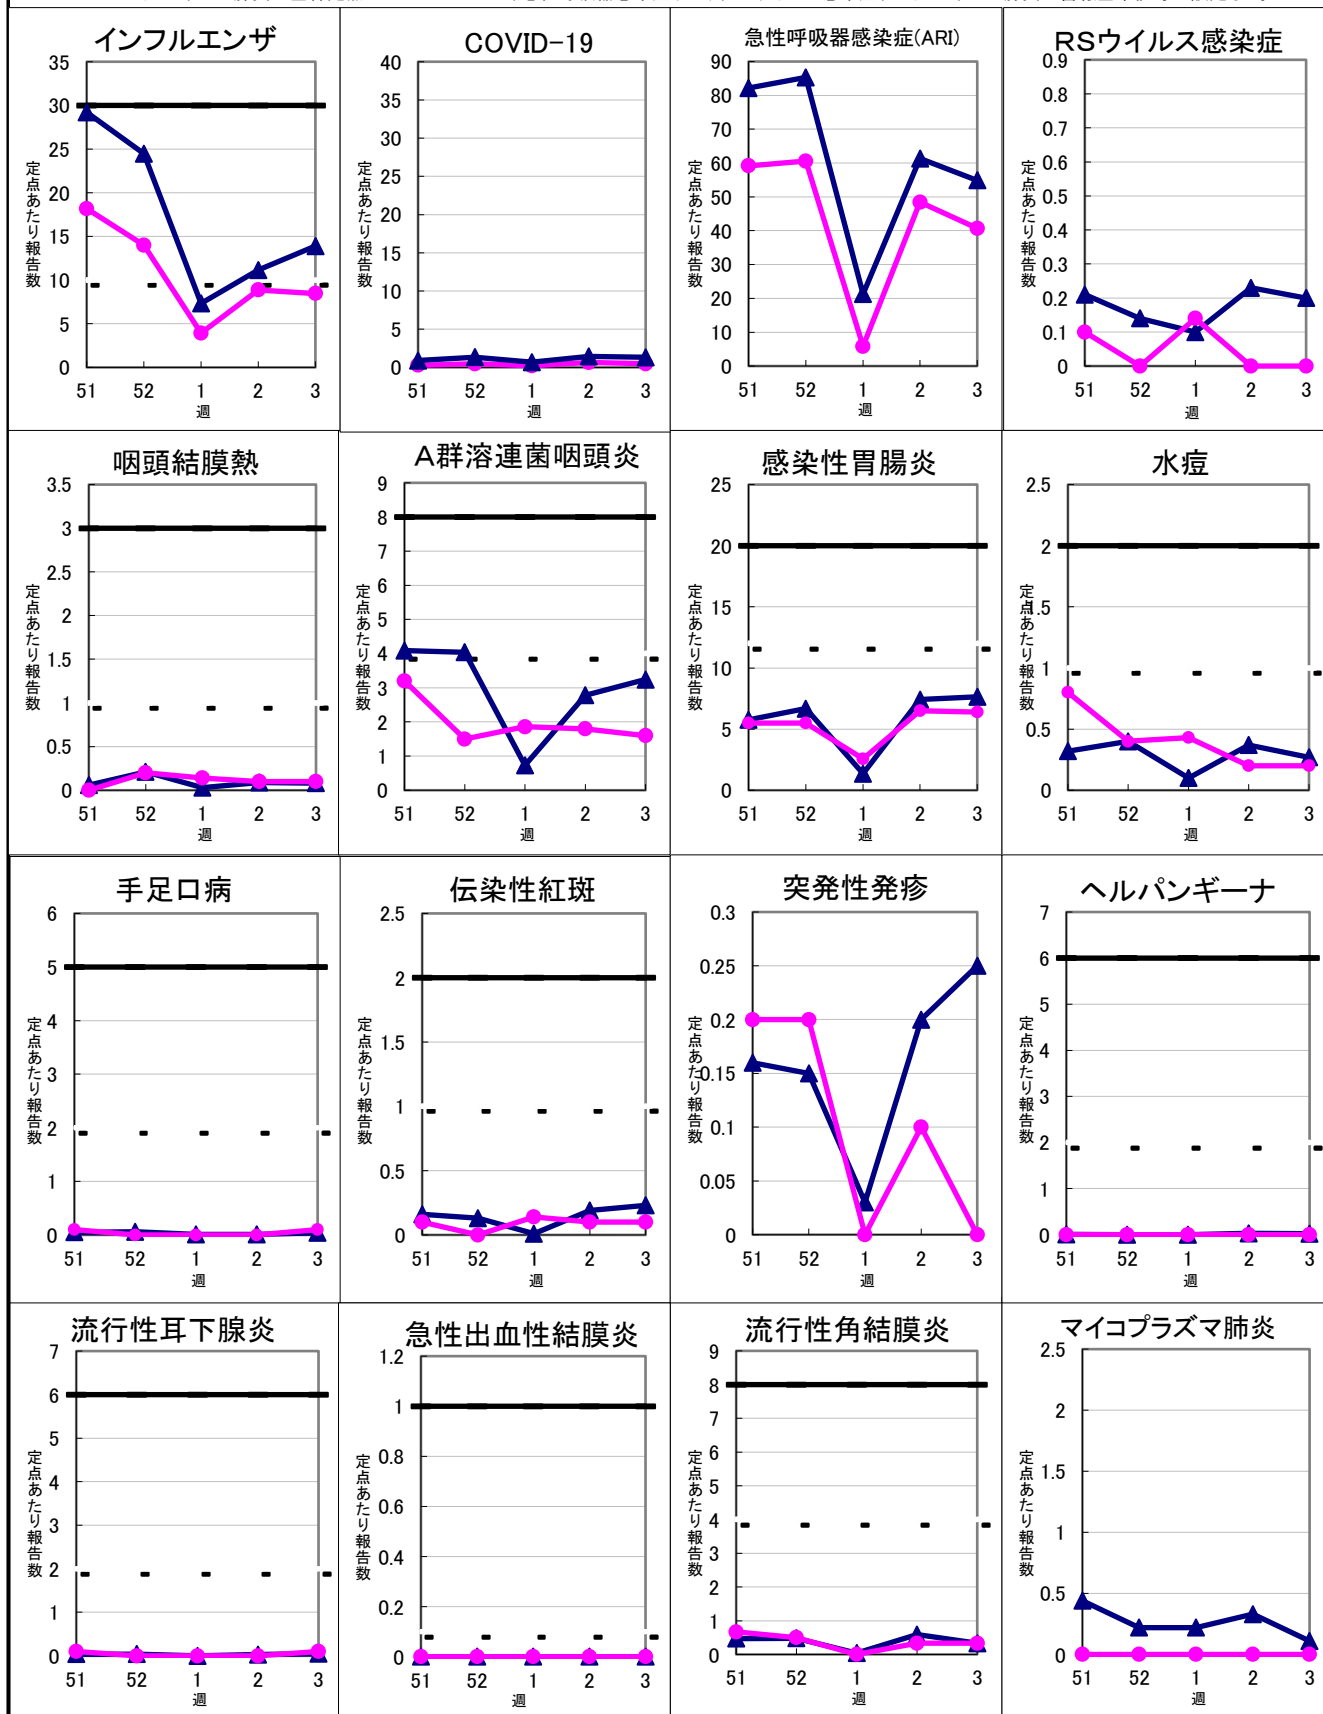 インフルエンザ
35
30
25
20
15
10
5
0
定点あたり報告数
51 52 1 2 3
週
COVID-19
40
35
30
25
20
15
10
5
0
定点あたり報告数
51 52 1 2 3
週
急性呼吸器感染症(ARI)
90
80
70
60
50
40
30
20
10
0
定点あたり報告数
51 52 1 2 3
週
RSウイルス感染症
0.9
0.8
0.7
0.6
0.5
0.4
0.3
0.2
0.1
0
定点あたり報告数
51 52 1 2 3
週
咽頭結膜熱
3.5
3
2.5
2
1.5
1
0.5
0
定点あたり報告数
51 52 1 2 3
週
A群溶連菌咽頭炎
9
8
7
6
5
4
3
2
1
0
定点あたり報告数
51 52 1 2 3
週
感染性胃腸炎
25
20
15
10
5
0
定点あたり報告数
51 52 1 2 3
週
水痘
2.5
2
1.5
1
0.5
0
定点あたり報告数
51 52 1 2 3
週
手足口病
6
5
4
3
2
1
0
定点あたり報告数
51 52 1 2 3
週
伝染性紅斑
2.5
2
1.5
1
0.5
0
定点あたり報告数
51 52 1 2 3
週
突発性発疹
0.3
0.25
0.2
0.15
0.1
0.05
0
定点あたり報告数
51 52 1 2 3
週
ヘルパンギーナ
7
6
5
4
3
2
1
0
定点あたり報告数
51 52 1 2 3
週
流行性耳下腺炎
7
6
5
4
3
2
1
0
定点あたり報告数
51 52 1 2 3
週
急性出血性結膜炎
1.2
1
0.8
0.6
0.4
0.2
0
定点あたり報告数
51 52 1 2 3
週
流行性角結膜炎
9
8
7
6
5
4
3
2
1
0
定点あたり報告数
51 52 1 2 3
週
マイコプラズマ肺炎
2.5
2
1.5
1
0.5
0
定点あたり報告数
51 52 1 2 3
週